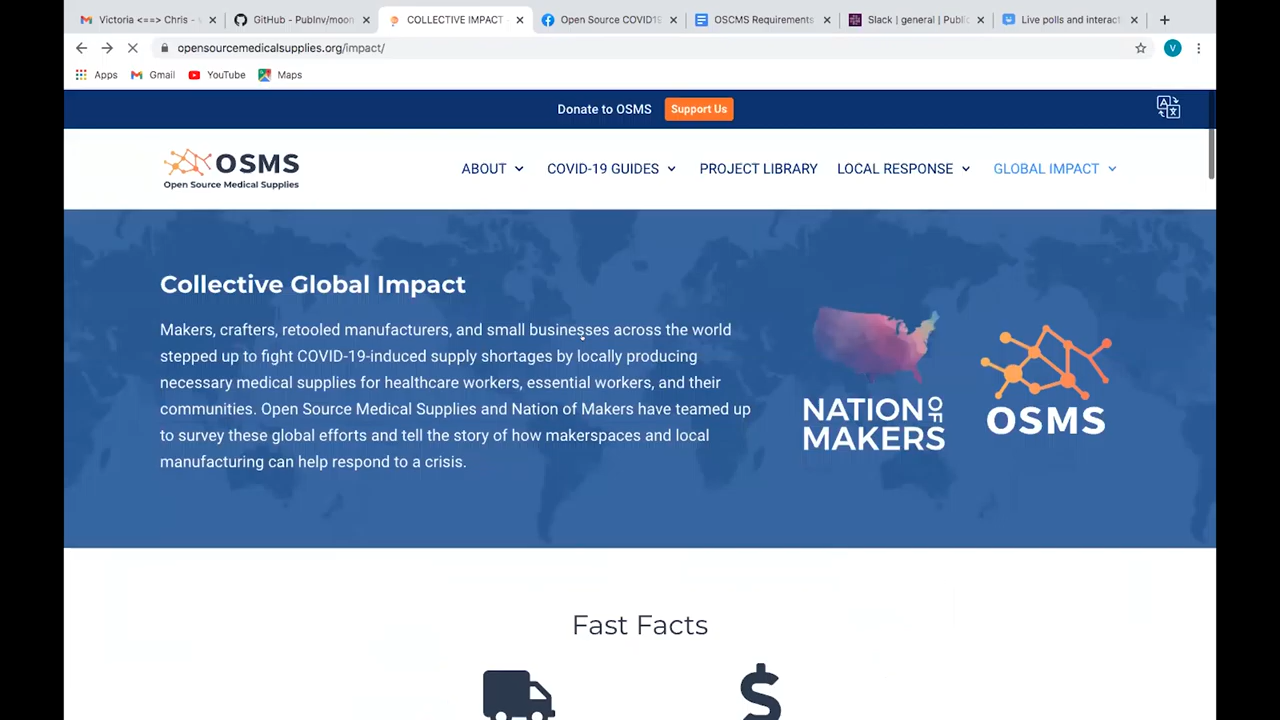 Victoria <==> Chris -
GitHub - PubInv/moon
COLLECTIVE IMPACT -
Open Source COVID19
OSCMS Requirements
Slack | general | Public
Live polls and interact
opensourcemedicalsupplies.org/impact/
V
Apps
Gmail
YouTube
Maps
Donate to OSMS
Support Us
OSMS
Open Source Medical Supplies
ABOUT
COVID-19 GUIDES
PROJECT LIBRARY
LOCAL RESPONSE
GLOBAL IMPACT
Collective Global Impact
Makers, crafters, retooled manufacturers, and small businesses across the world
stepped up to fight COVID-19-induced supply shortages by locally producing
necessary medical supplies for healthcare workers, essential workers, and their
communities. Open Source Medical Supplies and Nation of Makers have teamed up
to survey these global efforts and tell the story of how makerspaces and local
manufacturing can help respond to a crisis.
NATION OF
MAKERS
OSMS
Fast Facts
$